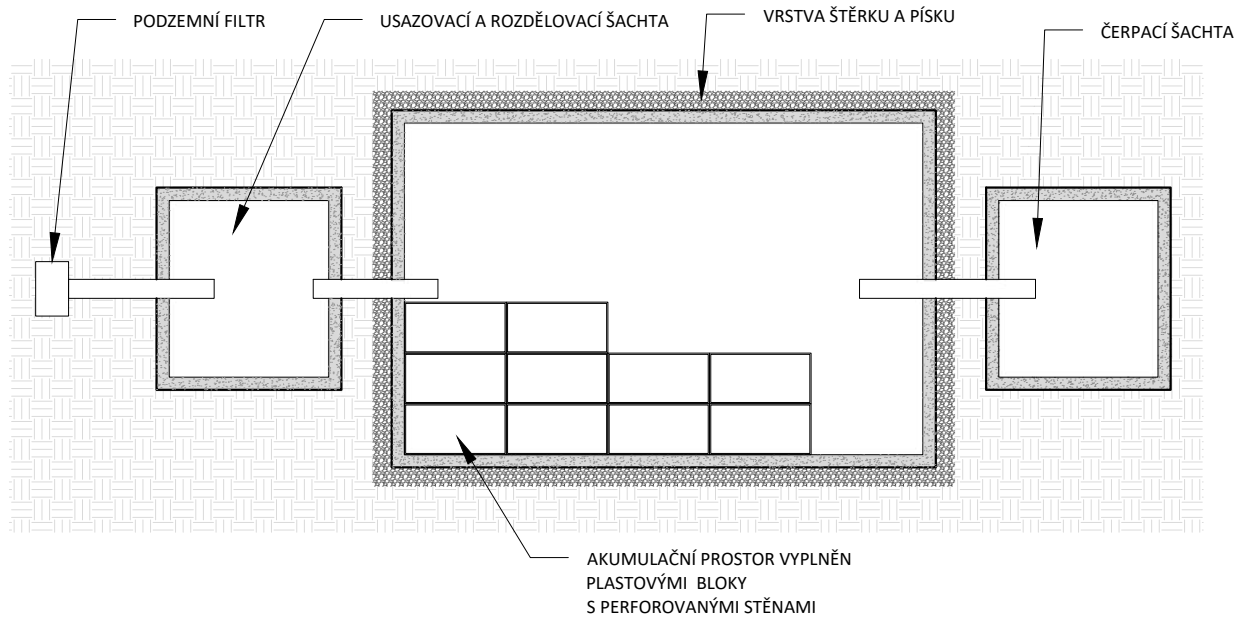 PODZEMNÍ FILTR
USAZOVACÍ A ROZDĚLOVACÍ ŠACHTA
VRSTVA ŠTĚRKU A PÍSKU
ČERPACÍ ŠACHTA
AKUMULAČNÍ PROSTOR VYPLNĚN
PLASTOVÝMI BLOKY
S PERFOROVANÝMI STĚNAMI